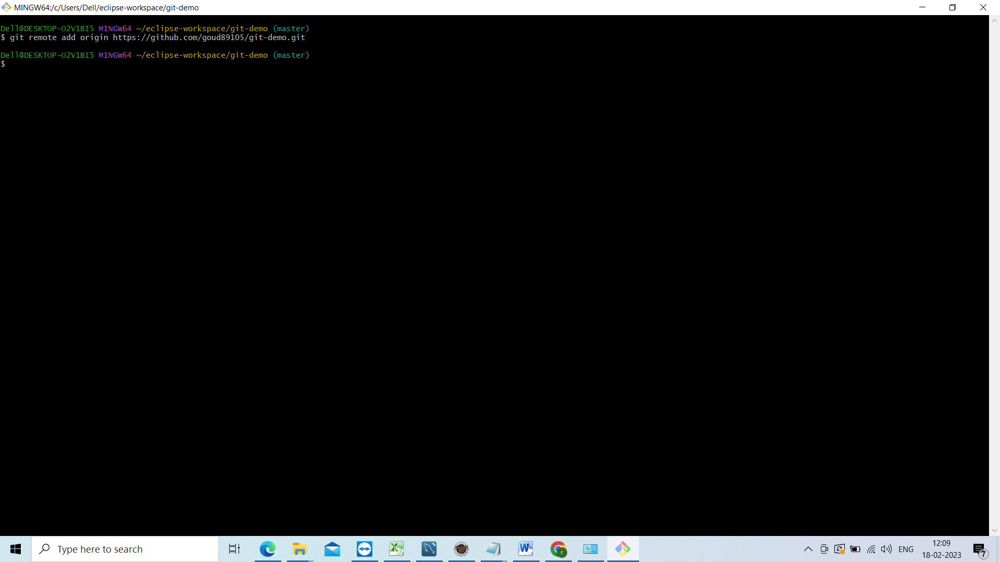 MINGW64:/c/Users/Dell/eclipse-workspace/git-demo
Dell@DESKTOP-O2V1BI5 MINGW64 ~/eclipse-workspace/git-demo (master)
$ git remote add origin https://github.com/goud89105/git-demo.git
Dell@DESKTOP-O2V1BI5 MINGW64 ~/eclipse-workspace/git-demo (master)
$
Type here to search
ENG
12:09
18-02-2023
7